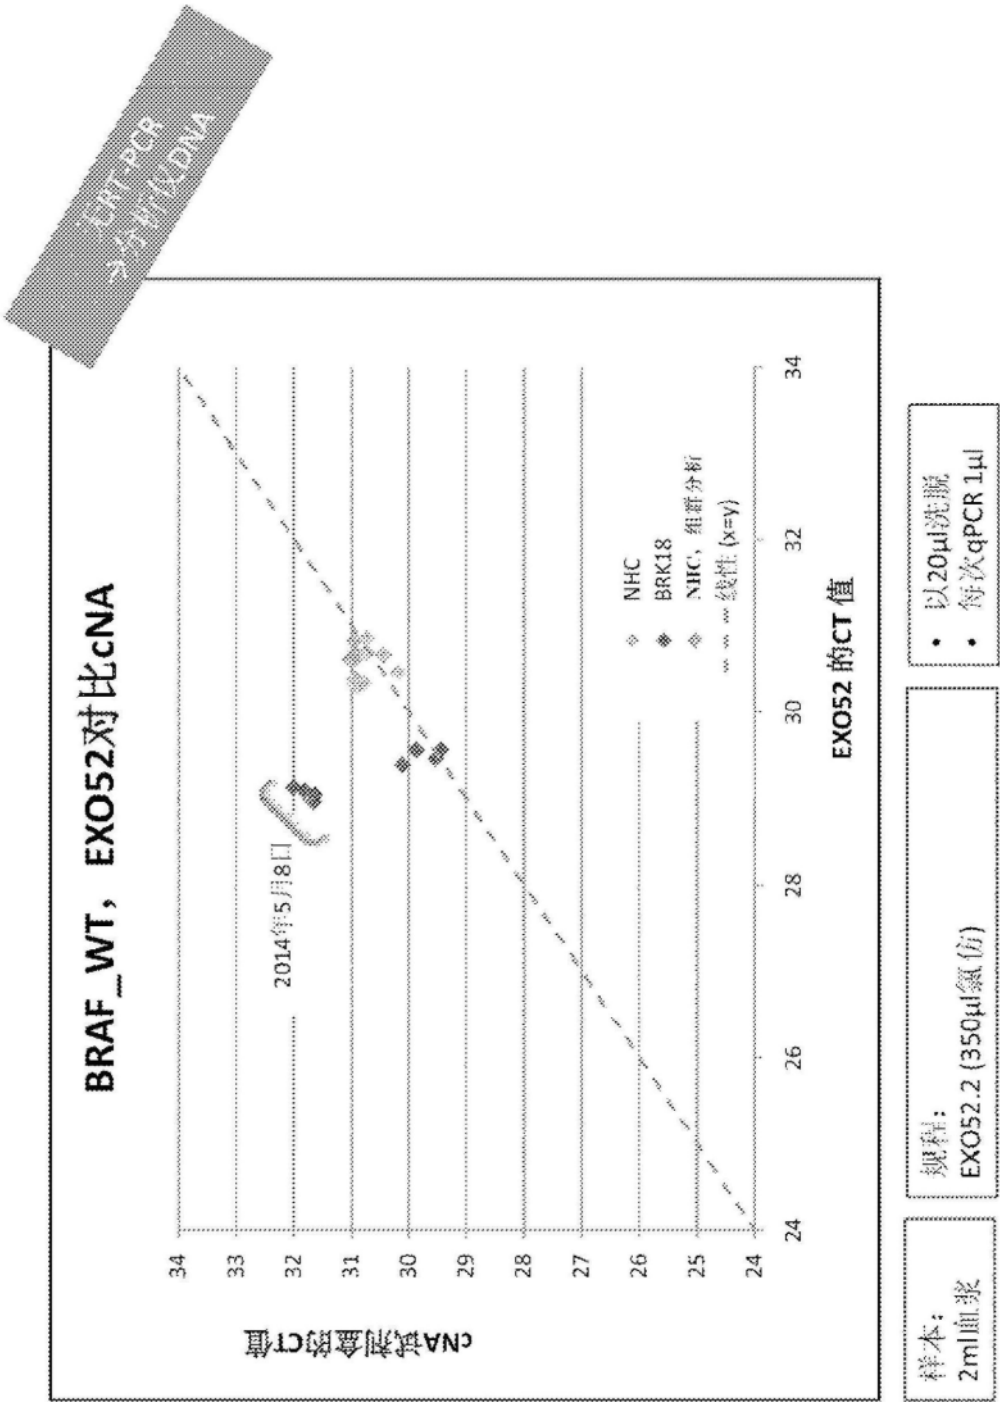 无RT-PCR
→分析仅DNA
BRAF_WT，EXO52对比cNA
cNA试剂盒的CT值
34
33
32
31
30
29
28
27
26
25
24
2014年5月8日
NHC
BRK18
NHC，组群分析
线性 (x=y)
24
26
28
30
32
34
EXO52 的CT 值
样本：
2ml血浆
规程：
EXO52.2 (350μl氯仿)
• 以20μl洗脱
• 每次qPCR 1μl